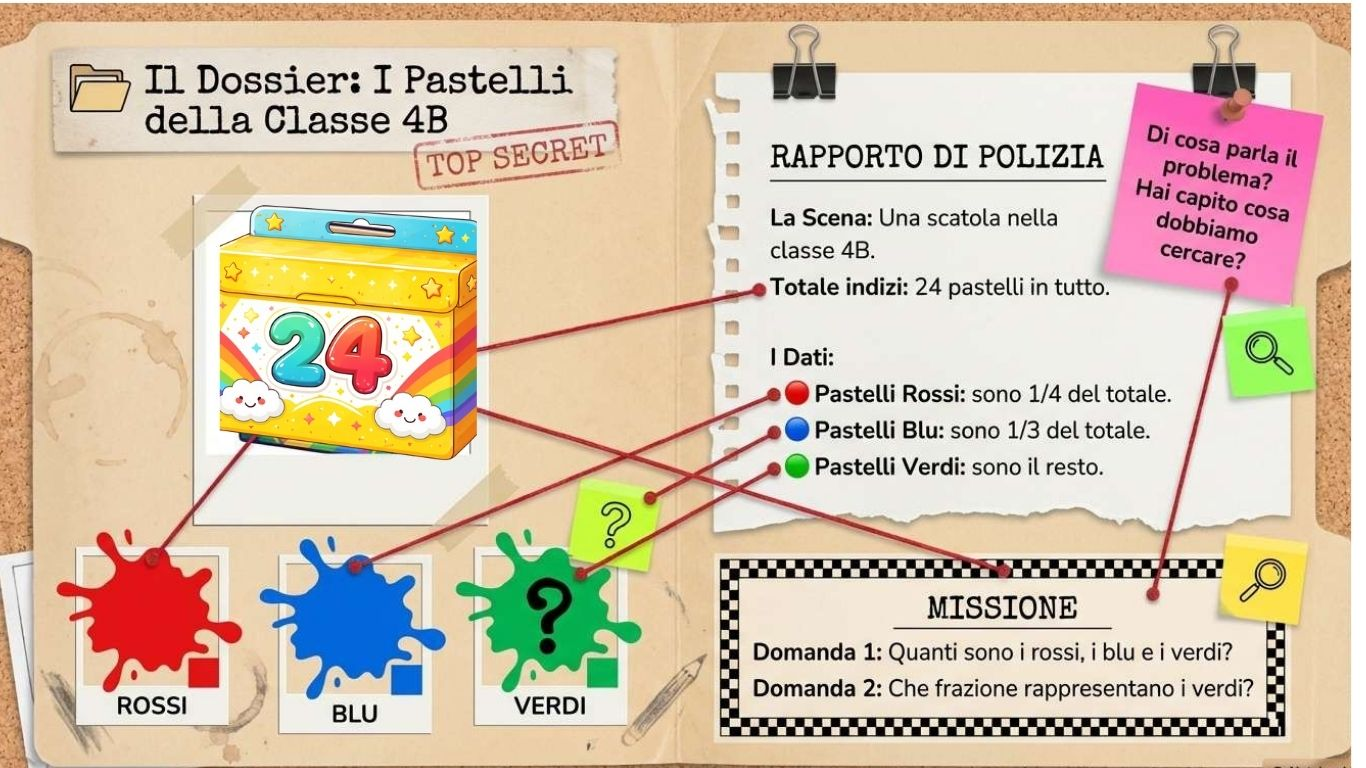 Il Dossier: I Pastelli
della Classe 4B
TOP SECRET
24
ROSSI
BLU
?
VERDI
?
RAPPORTO DI POLIZIA
La Scena: Una scatola nella
classe 4B.
Totale indizi: 24 pastelli in tutto.
I Dati:
Pastelli Rossi: sono 1/4 del totale.
Pastelli Blu: sono 1/3 del totale.
Pastelli Verdi: sono il resto.
Di cosa parla il
problema?
Hai capito cosa
dobbiamo
cercare?
MISSIONE
Domanda 1: Quanti sono i rossi, i blu e i verdi?
Domanda 2: Che frazione rappresentano i verdi?